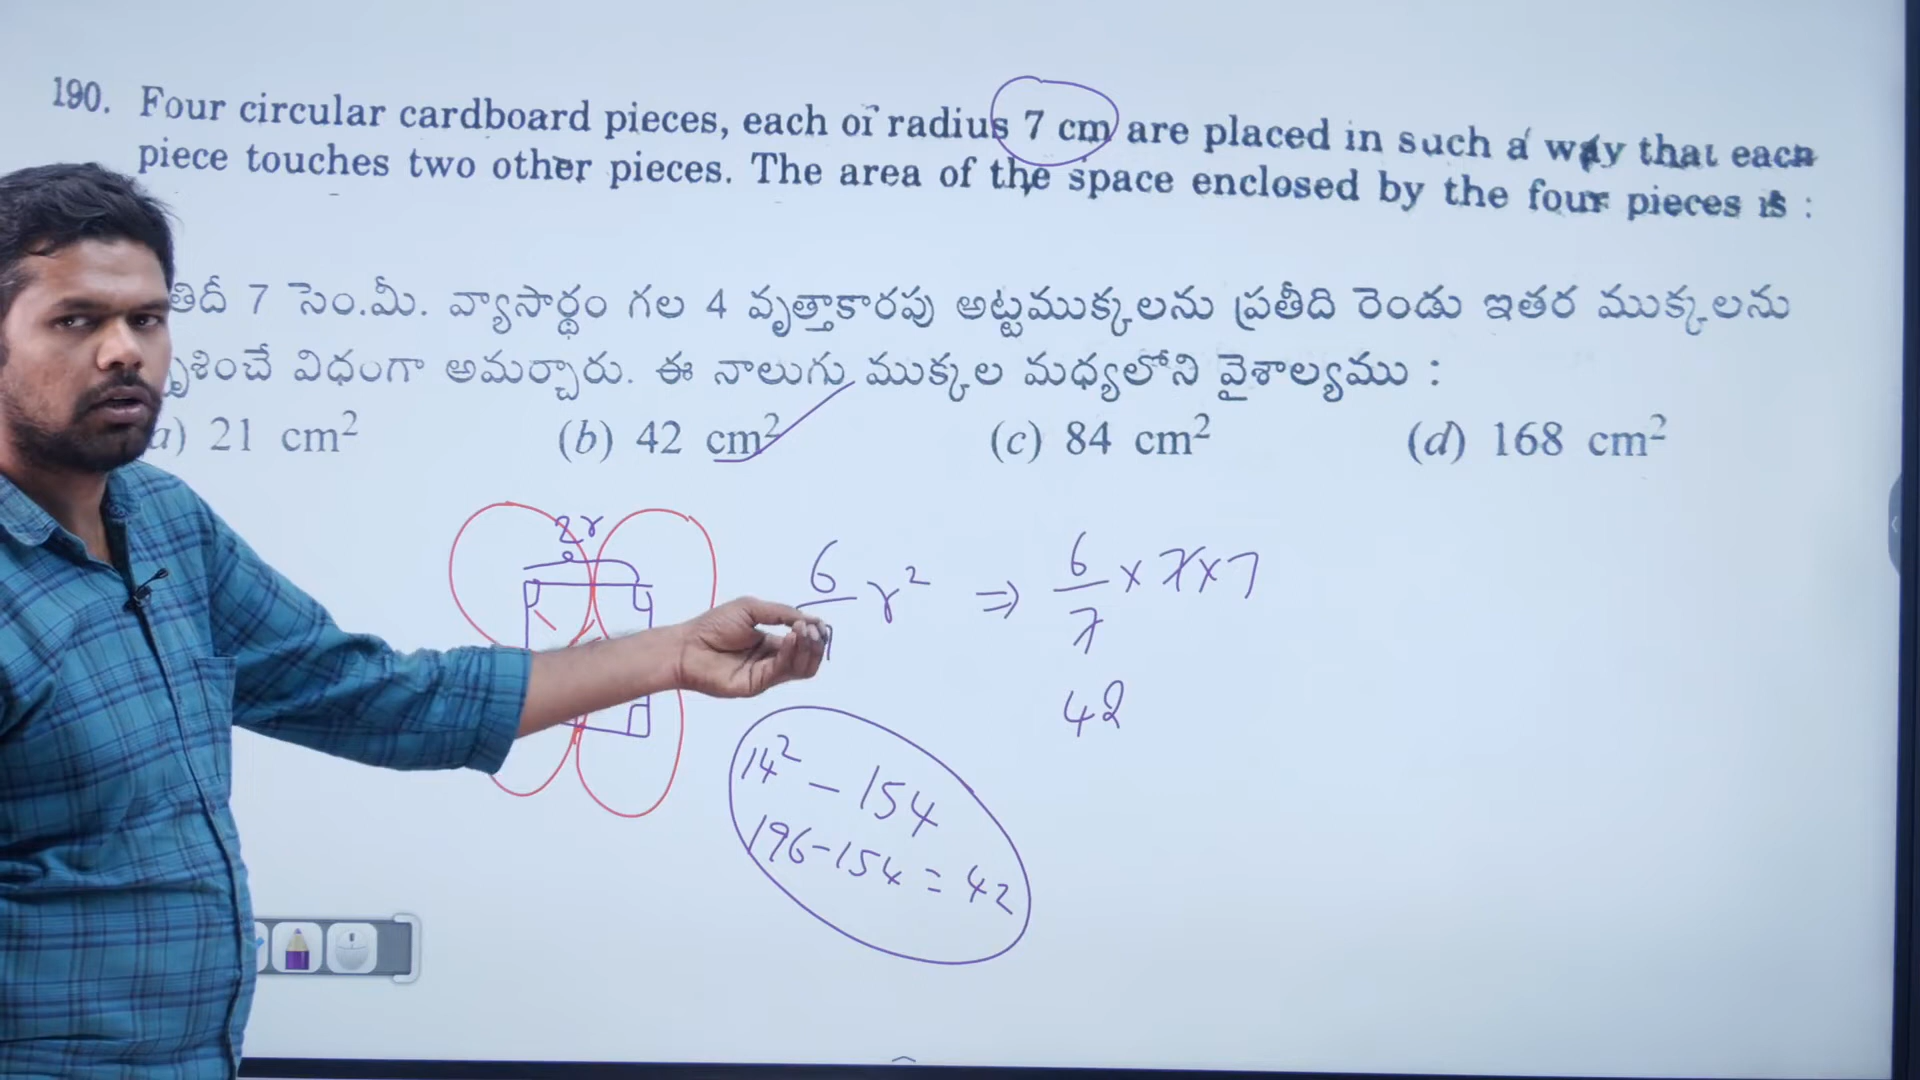 190. Four circular cardboard pieces, each of radius 7 cm are placed in such a way that each
piece touches two other pieces. The area of the space enclosed by the four pieces is :
తిదీ 7 సెం.మీ. వ్యాసార్థం గల 4 వృత్తాకారపు అట్టముక్కలను ప్రతీది రెండు ఇతర ముక్కలను
శించే విధంగా అమర్చారు. ఈ నాలుగు ముక్కల మధ్యలోని వైశాల్యము :
a) 21 cm² (b) 42 cm² (c) 84 cm² (d) 168 cm²
2r
6/7 r² ⇒ 6/7 × 7 × 7
42
14² − 154
196 − 154 = 42